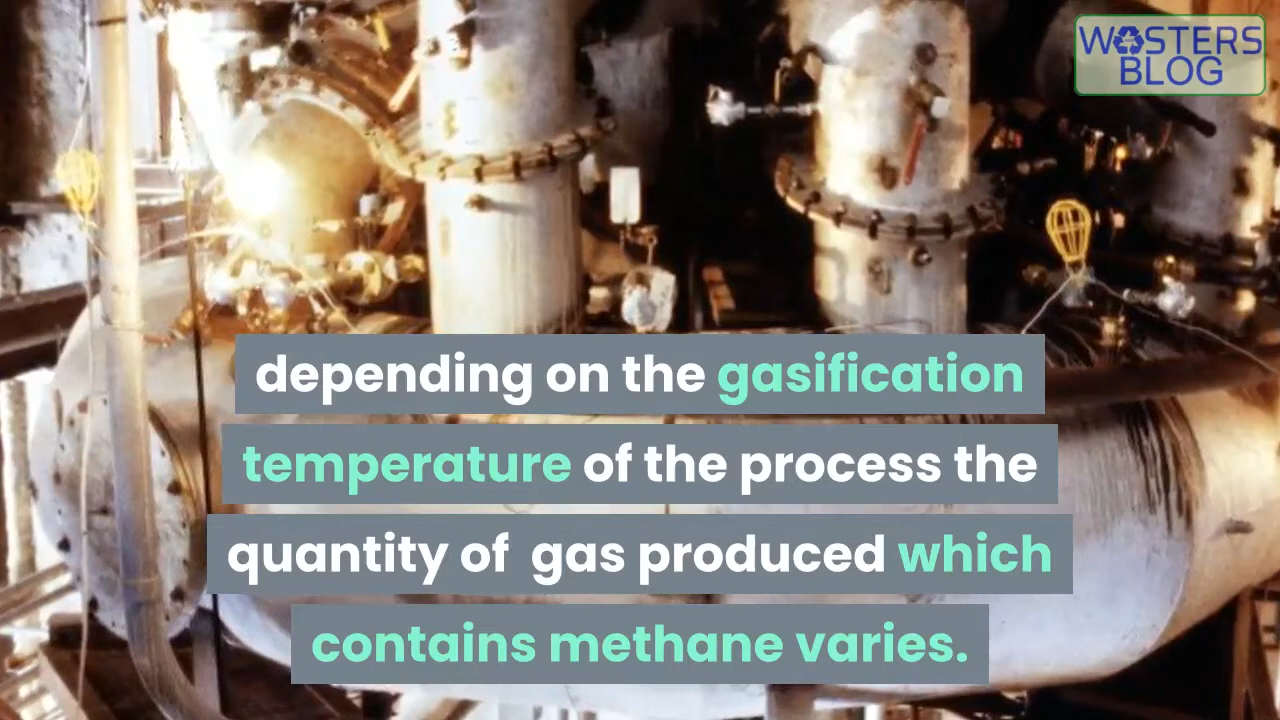 WASTERS
BLOG
depending on the gasification
temperature of the process the
quantity of gas produced which
contains methane varies.